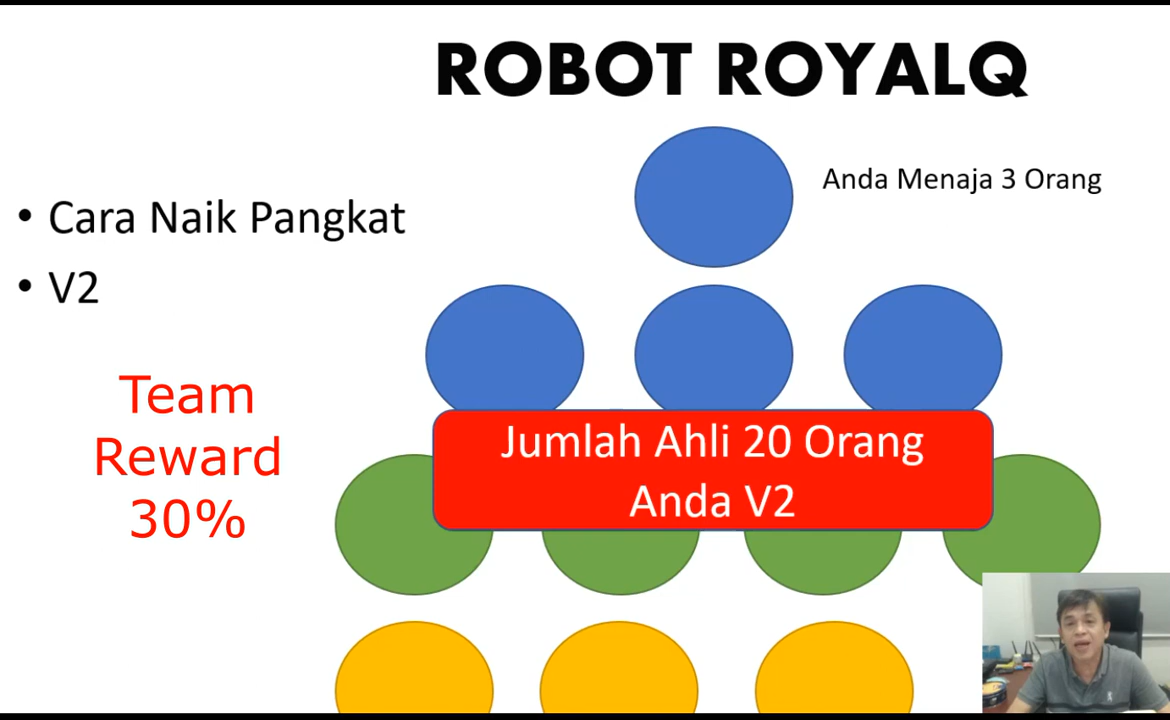 ROBOT ROYALQ
Anda Menaja 3 Orang
• Cara Naik Pangkat
• V2
Team
Reward
30%
Jumlah Ahli 20 Orang
Anda V2